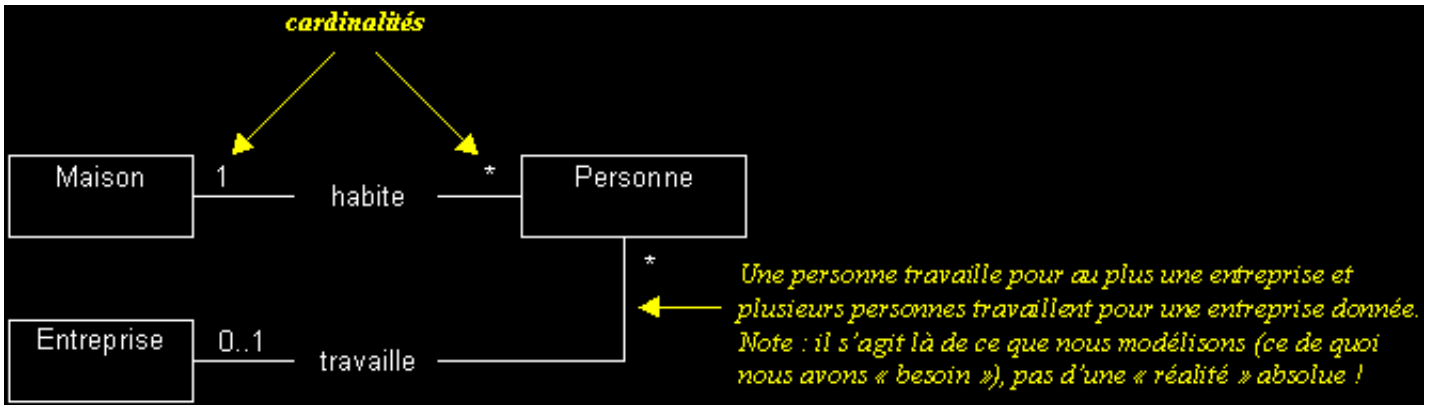 cardinalités
Maison
1
habite
*
Personne
*
Une personne travaille pour au plus une entreprise et
plusieurs personnes travaillent pour une entreprise donnée.
Note : il s'agit là de ce que nous modélisons (ce de quoi
nous avons « besoin »), pas d'une « réalité » absolue !
Entreprise
0..1
travaille